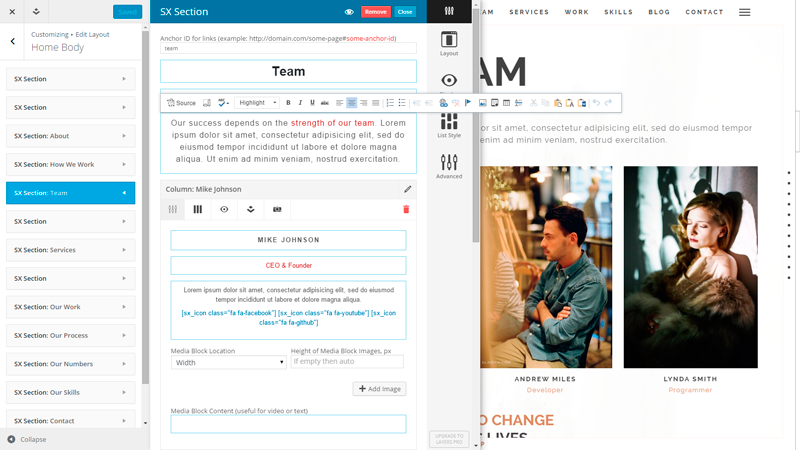 Saved
Customizing ▸ Edit Layout
Home Body
SX Section
SX Section
SX Section: About
SX Section: How We Work
SX Section: Team
SX Section
SX Section: Services
SX Section
SX Section: Our Work
SX Section: Our Process
SX Section: Our Numbers
SX Section: Our Skills
SX Section: Contact
Collapse
SX Section
Remove
Close
Anchor ID for links (example: http://domain.com/some-page#some-anchor-id)
team
Team
Source
Highlight
B I U abc
Our success depends on the strength of our team. Lorem
ipsum dolor sit amet, consectetur adipisicing elit, sed do
eiusmod tempor incididunt ut labore et dolore magna
aliqua. Ut enim ad minim veniam, nostrud exercitation.
Column: Mike Johnson
MIKE JOHNSON
CEO & Founder
Lorem ipsum dolor sit amet, consectetur adipisicing elit, sed do eiusmod
tempor incididunt ut labore et dolore magna aliqua.
[sx_icon class="fa fa-facebook"] [sx_icon class="fa fa-youtube"] [sx_icon
class="fa fa-github"]
Media Block Location
Width
Height of Media Block Images, px
If empty then auto
Add Image
Media Block Content (useful for video or text)
Layout
List Style
Advanced
UPGRADE TO
LAYERS PRO
AM SERVICES WORK SKILLS BLOG CONTACT
AM
or sit amet, consectetur adipisicing elit, sed do eiusmod tempor
enim ad minim veniam, nostrud exercitation.
ANDREW MILES
Developer
LYNDA SMITH
Programmer
O CHANGE
LIVES